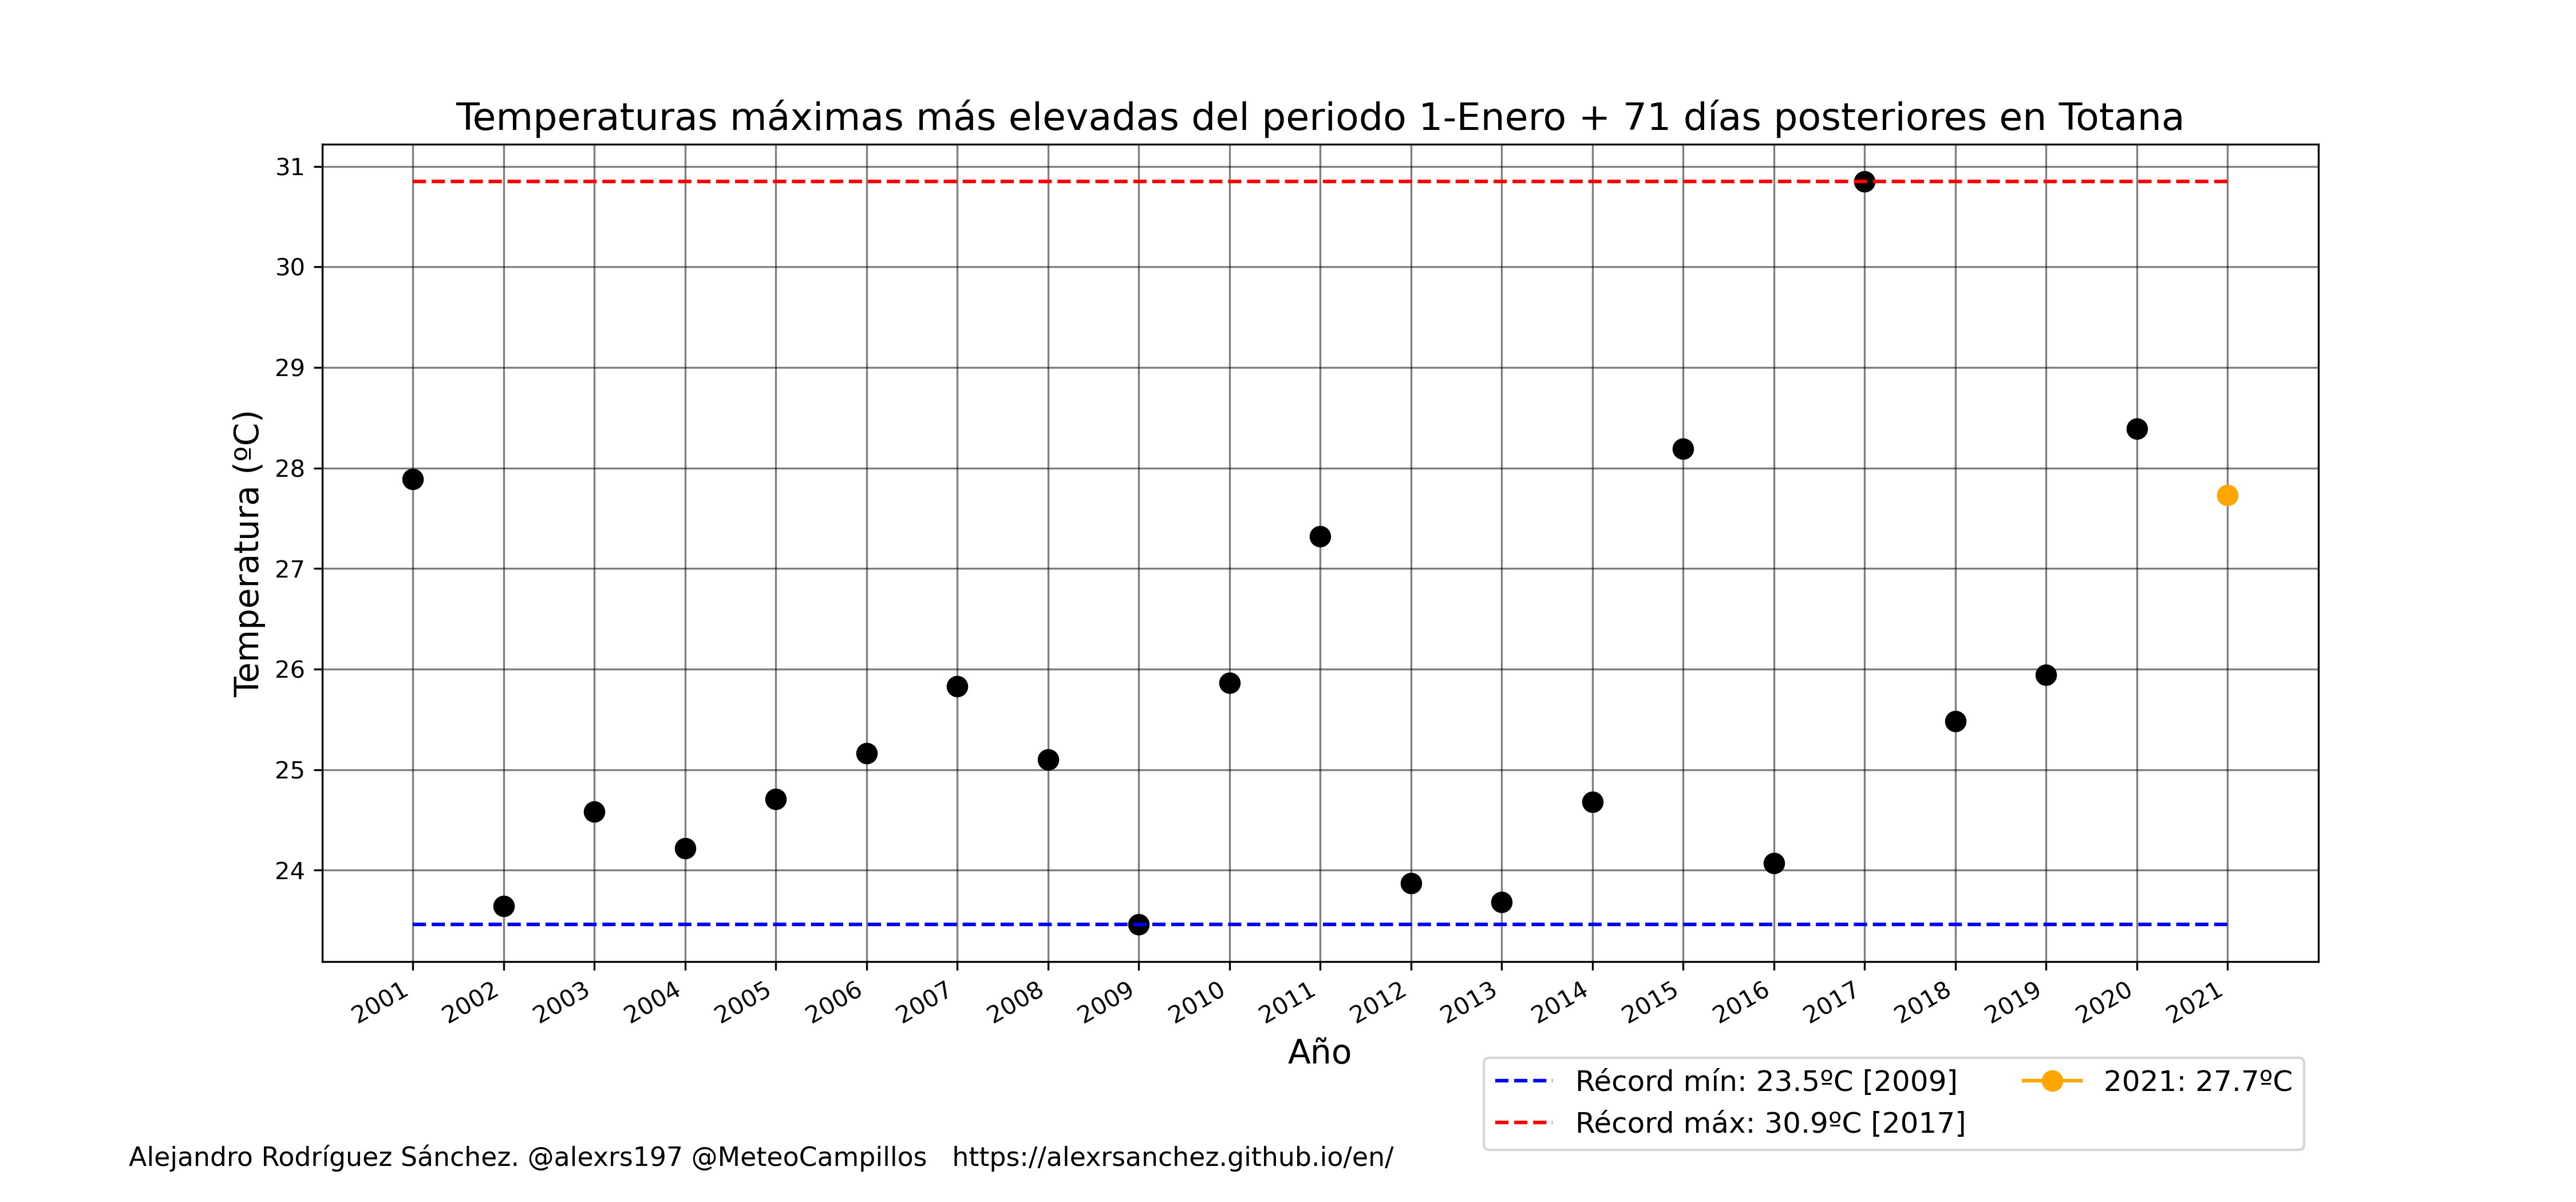 Temperaturas máximas más elevadas del periodo 1-Enero + 71 días posteriores en Totana
31
30
29
28
27
26
25
24
Temperatura (ºC)
2001 2002 2003 2004 2005 2006 2007 2008 2009 2010 2011 2012 2013 2014 2015 2016 2017 2018 2019 2020 2021
Año
Récord mín: 23.5ºC [2009]
Récord máx: 30.9ºC [2017]
2021: 27.7ºC
Alejandro Rodríguez Sánchez. @alexrs197 @MeteoCampillos https://alexrsanchez.github.io/en/